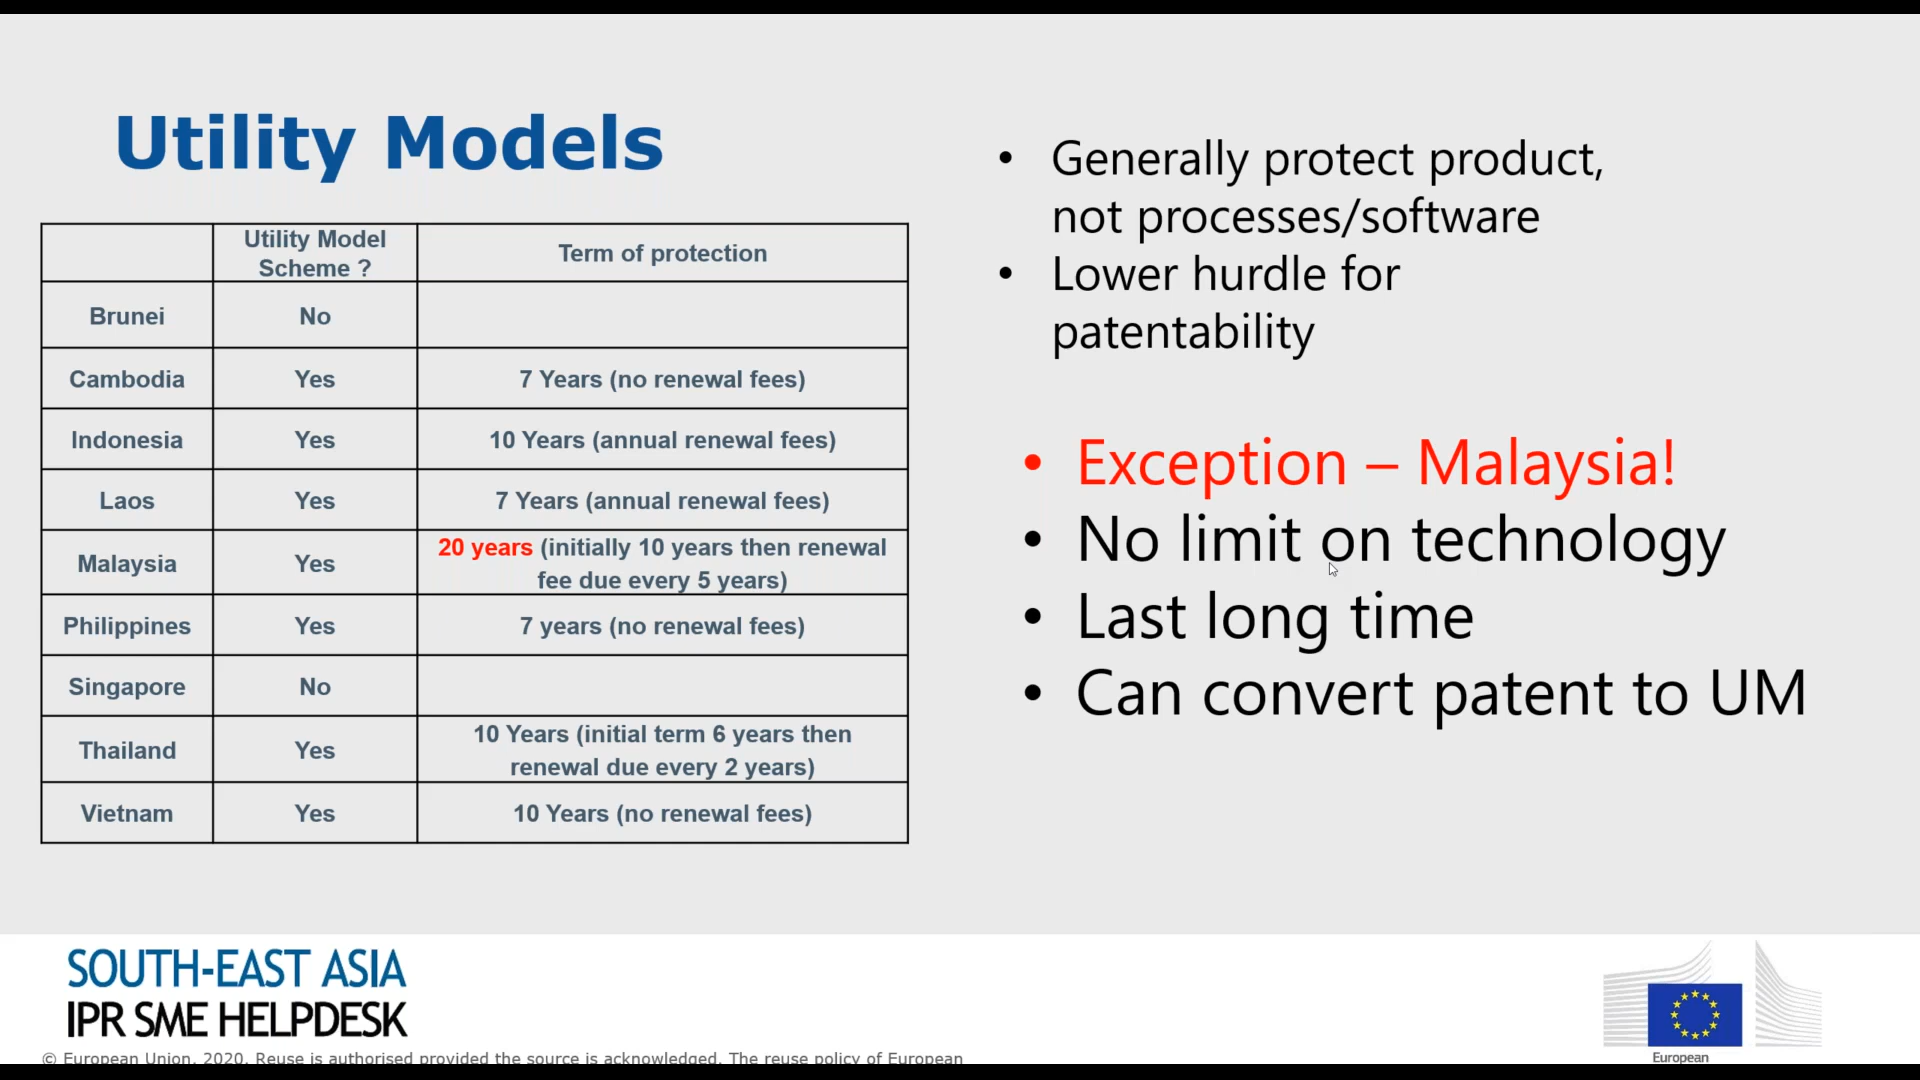 Utility Models
Utility Model
Scheme ?
Term of protection
Brunei No
Cambodia Yes 7 Years (no renewal fees)
Indonesia Yes 10 Years (annual renewal fees)
Laos Yes 7 Years (annual renewal fees)
Malaysia Yes 20 years (initially 10 years then renewal
fee due every 5 years)
Philippines Yes 7 years (no renewal fees)
Singapore No
Thailand Yes 10 Years (initial term 6 years then
renewal due every 2 years)
Vietnam Yes 10 Years (no renewal fees)
• Generally protect product,
not processes/software
• Lower hurdle for
patentability
• Exception – Malaysia!
• No limit on technology
• Last long time
• Can convert patent to UM
SOUTH-EAST ASIA
IPR SME HELPDESK
© European Union, 2020. Reuse is authorised provided the source is acknowledged. The reuse policy of European
European